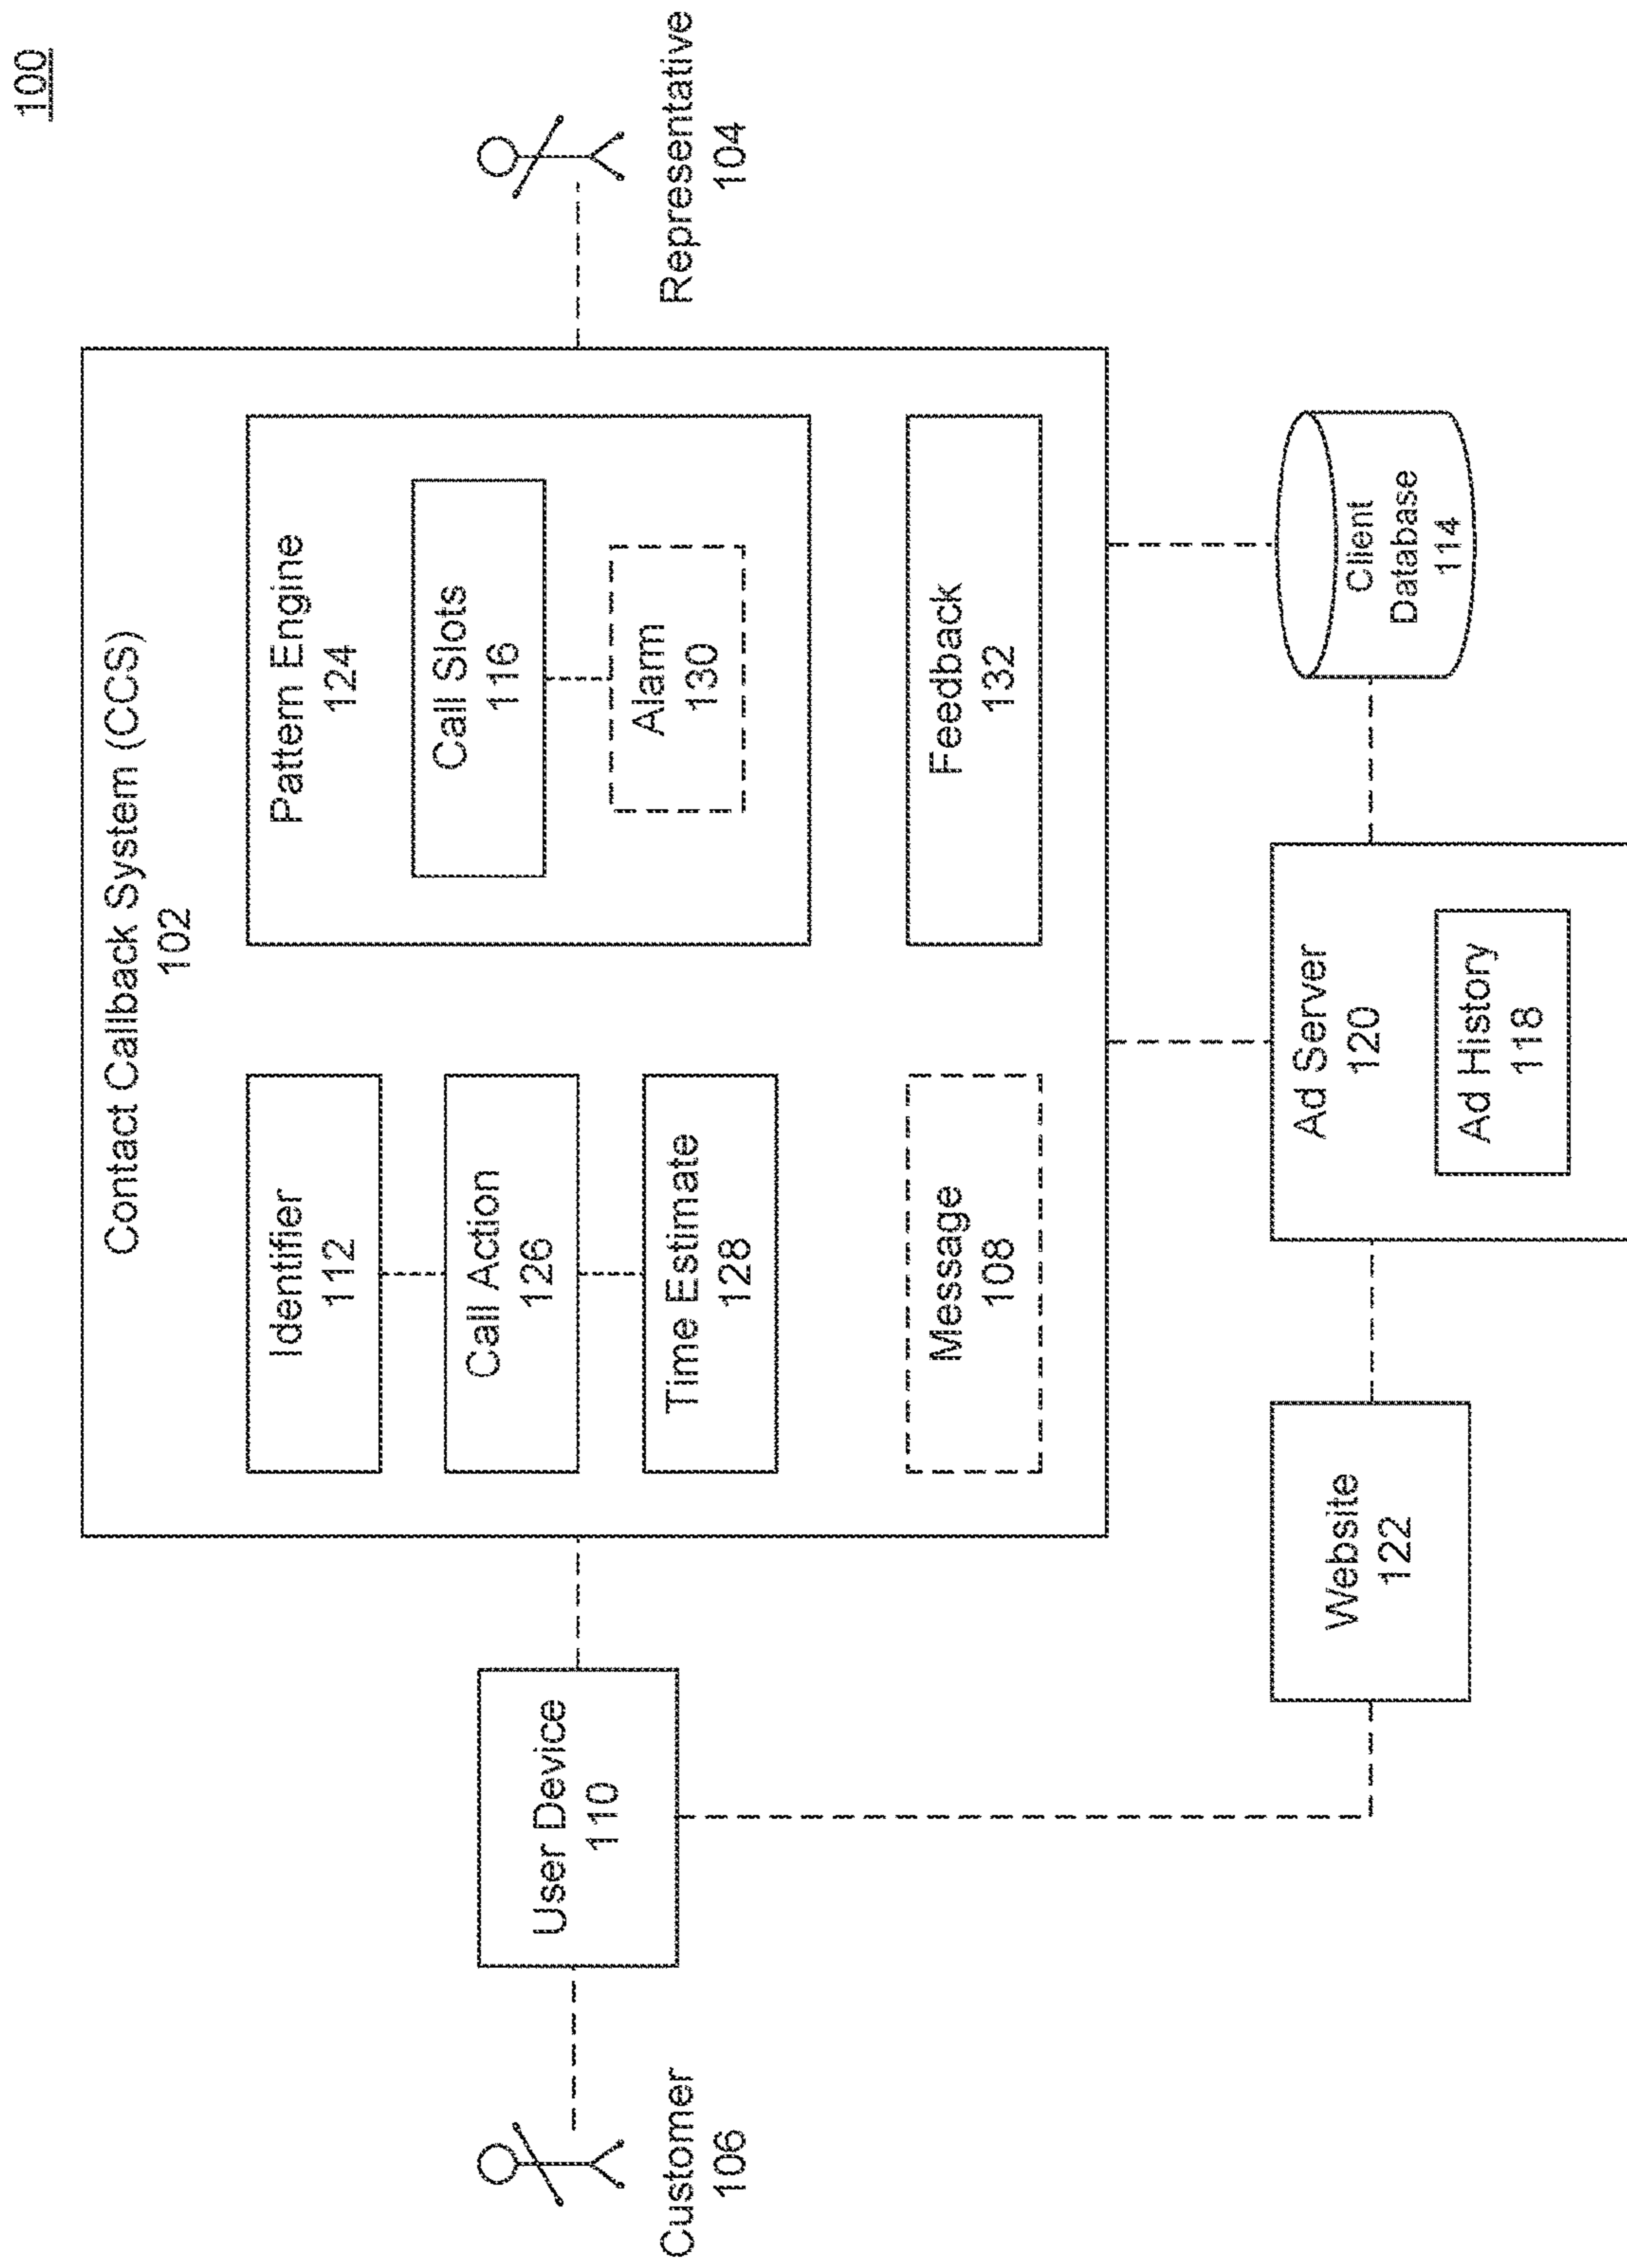 100
Contact Callback System (CCS)
102
Identifier
112
Call Action
126
Time Estimate
128
Message
108
Pattern Engine
124
Call Slots
116
Alarm
130
Feedback
132
Customer
106
User Device
110
Representative
104
Website
122
Ad Server
120
Ad History
118
Client
Database
114